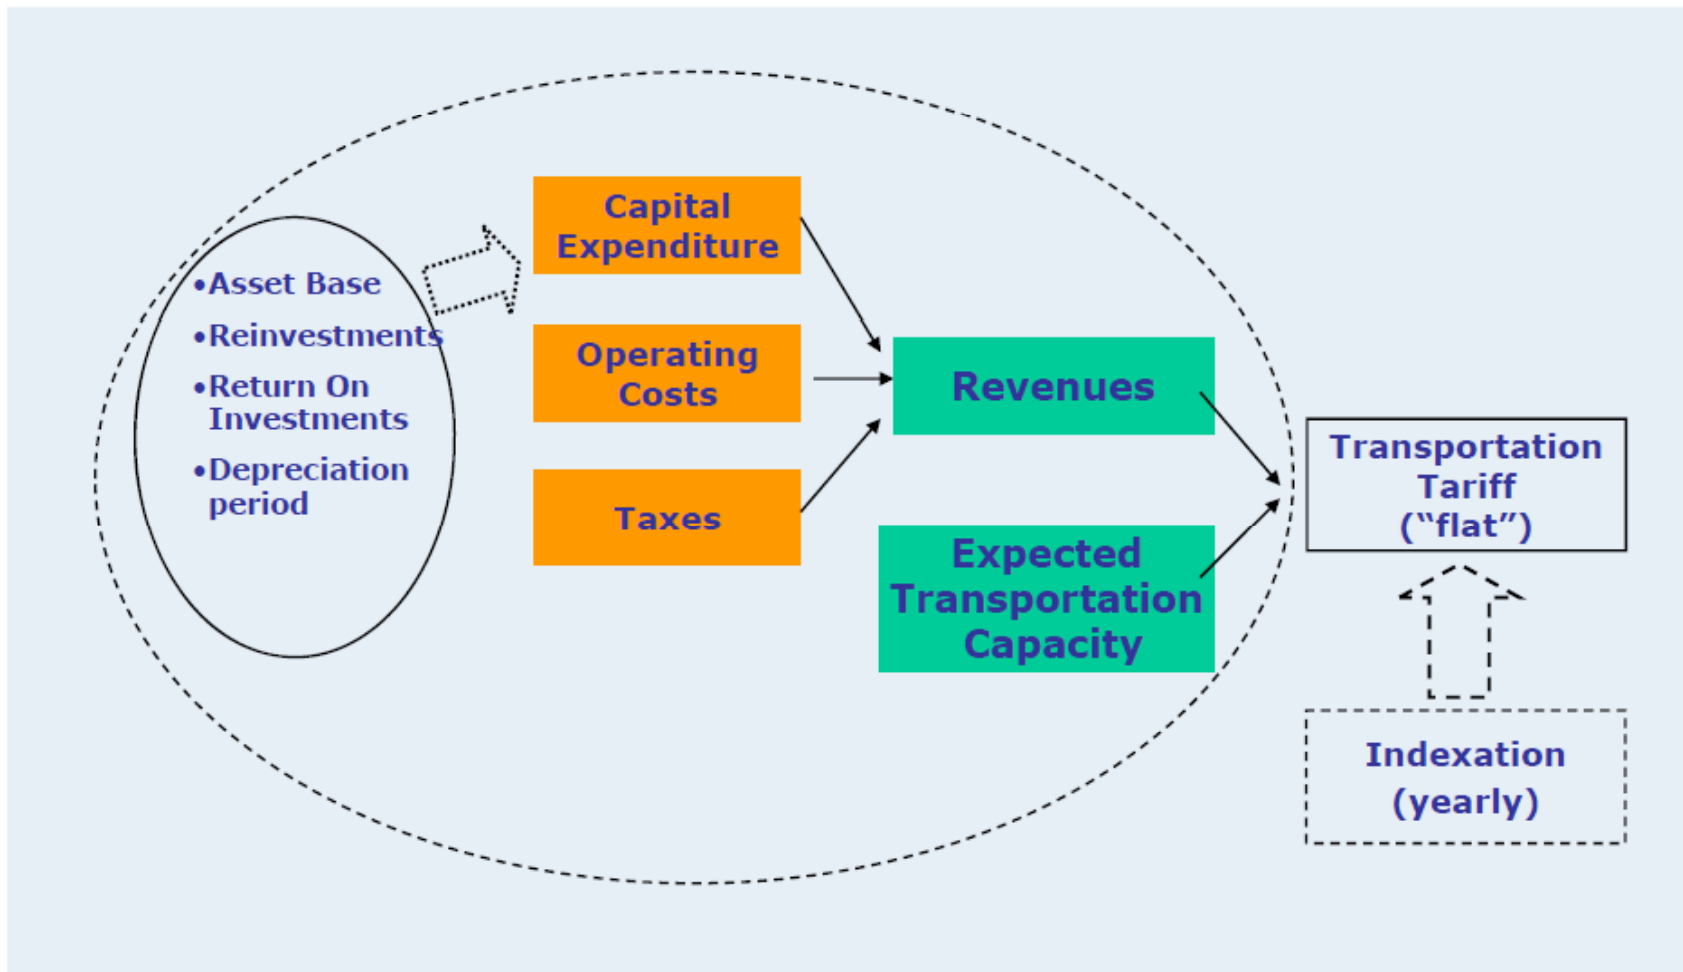 Capital
Expenditure
•Asset Base
•Reinvestments
•Return On
Investments
•Depreciation
period
Operating
Costs
Taxes
Revenues
Expected
Transportation
Capacity
Transportation
Tariff
(“flat”)
Indexation
(yearly)